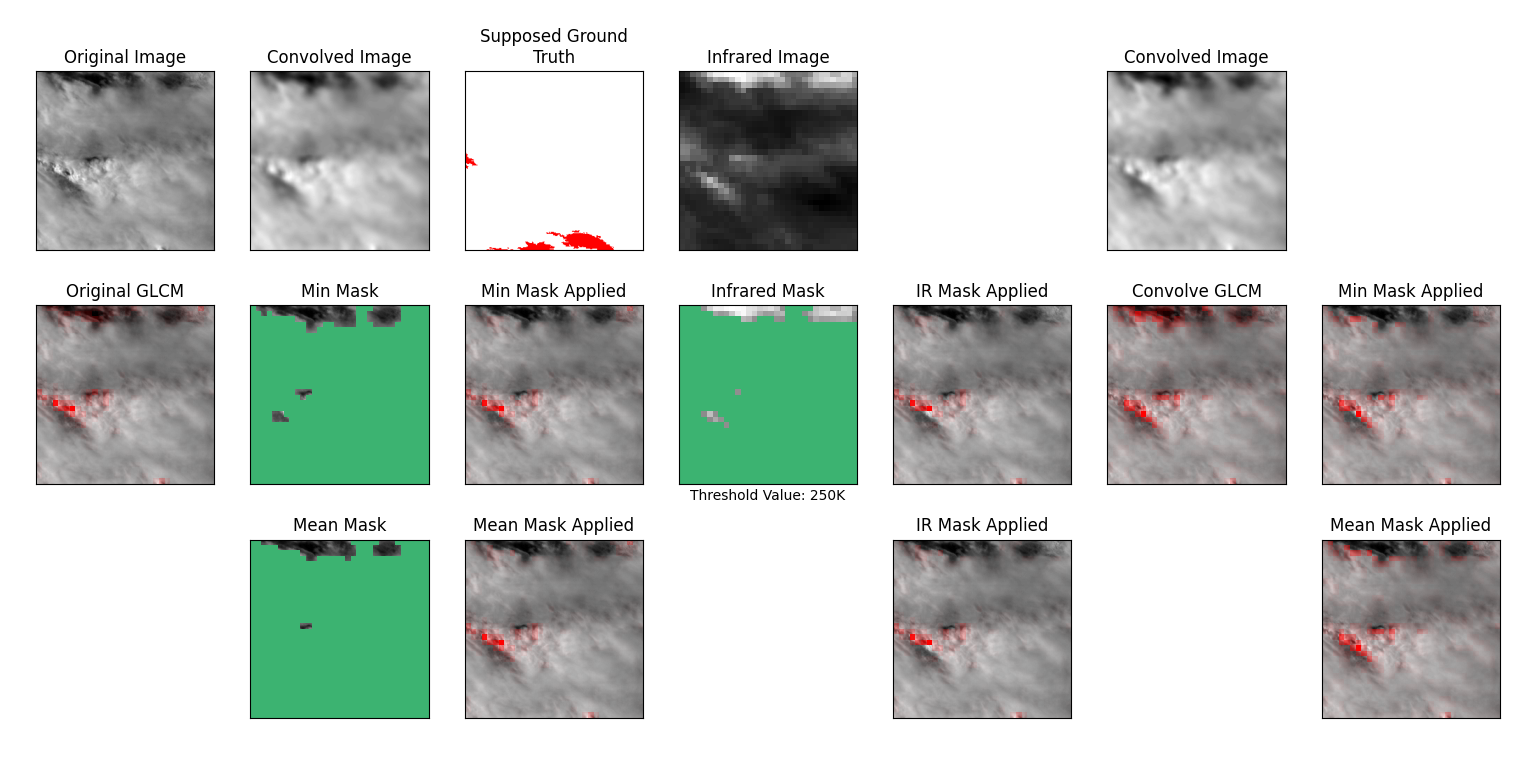 Original Image
Convolved Image
Supposed Ground
Truth
Infrared Image
Convolved Image
Original GLCM
Min Mask
Min Mask Applied
Infrared Mask
IR Mask Applied
Convolve GLCM
Min Mask Applied
Threshold Value: 250K
Mean Mask
Mean Mask Applied
IR Mask Applied
Mean Mask Applied